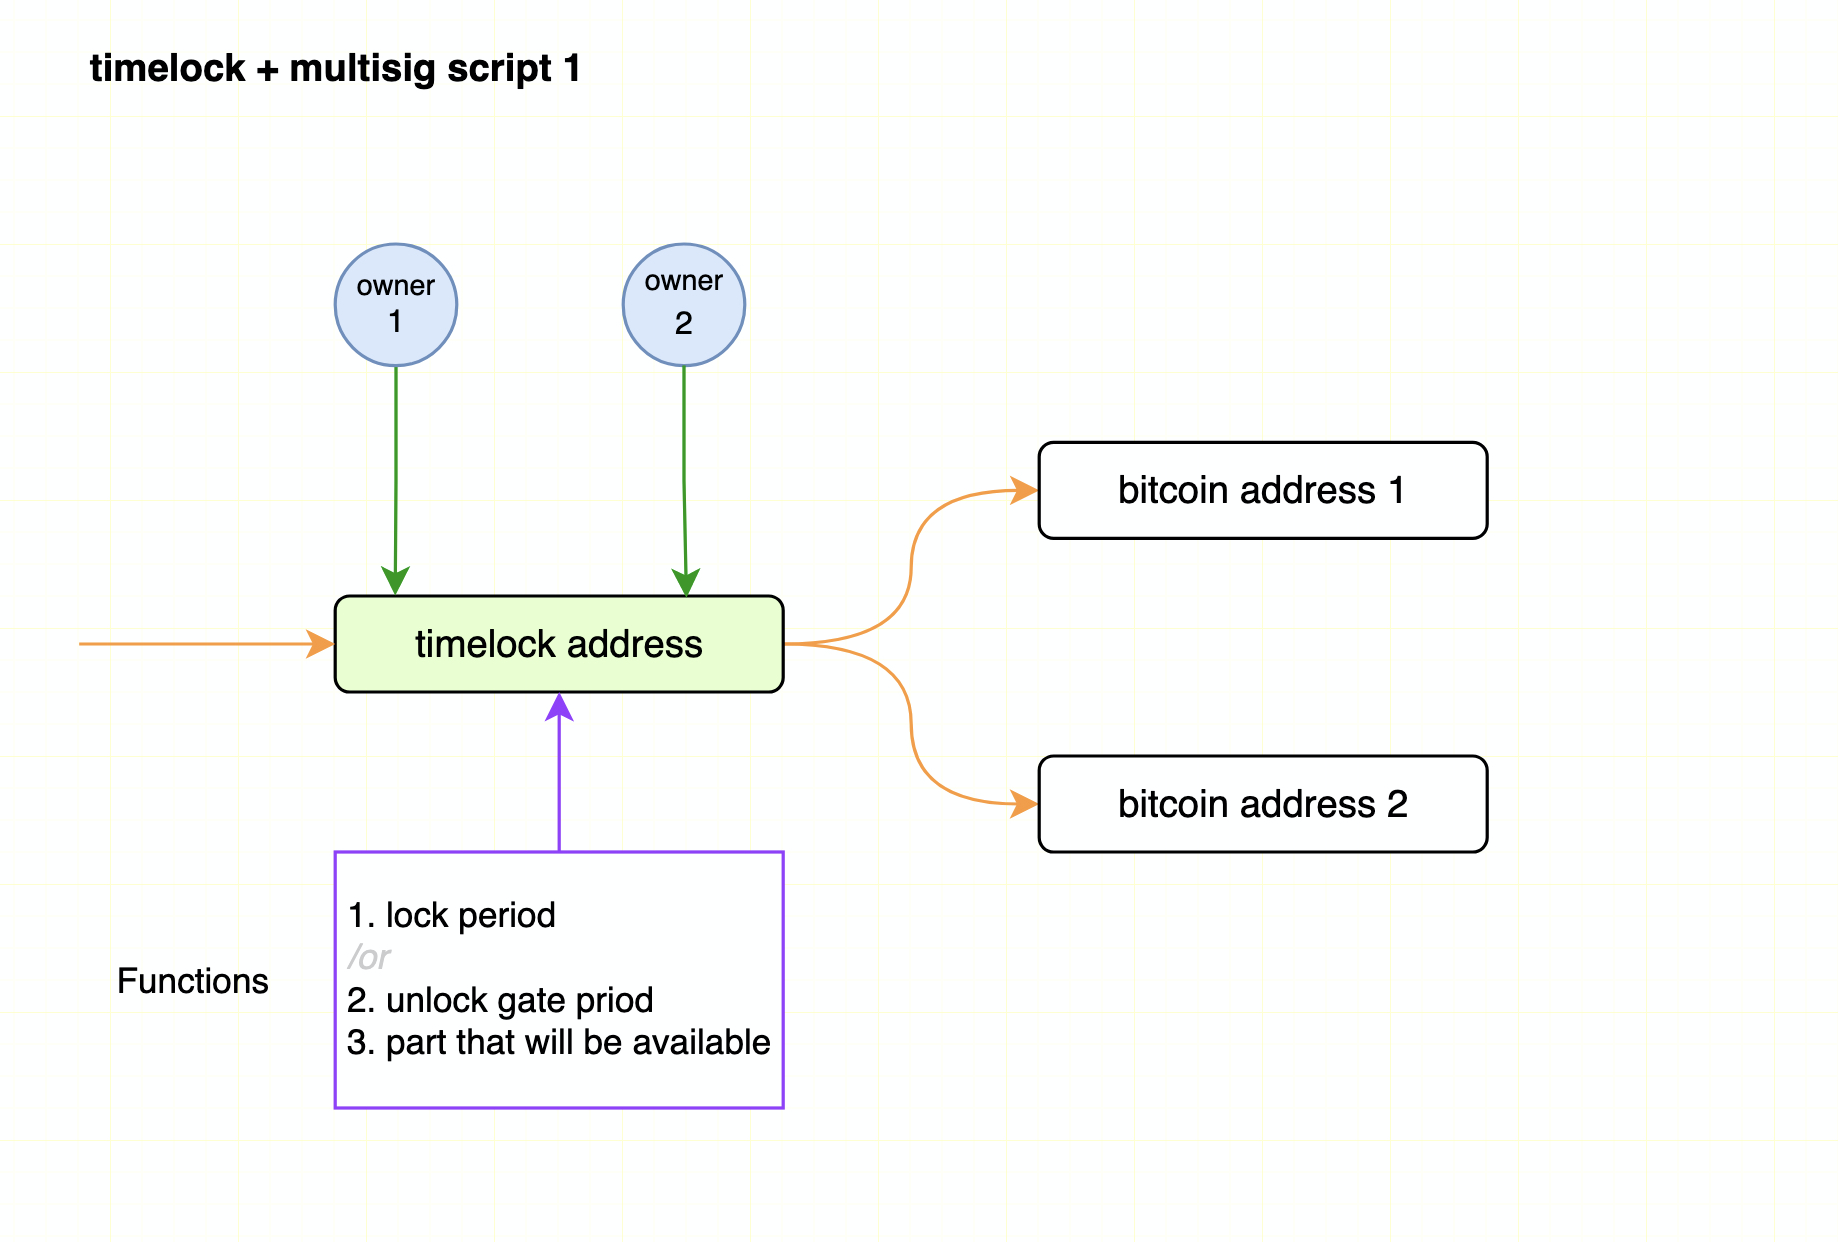 timelock + multisig script 1
owner
1
owner
2
bitcoin address 1
timelock address
bitcoin address 2
1. lock period
/or
Functions
2. unlock gate priod
3. part that will be available